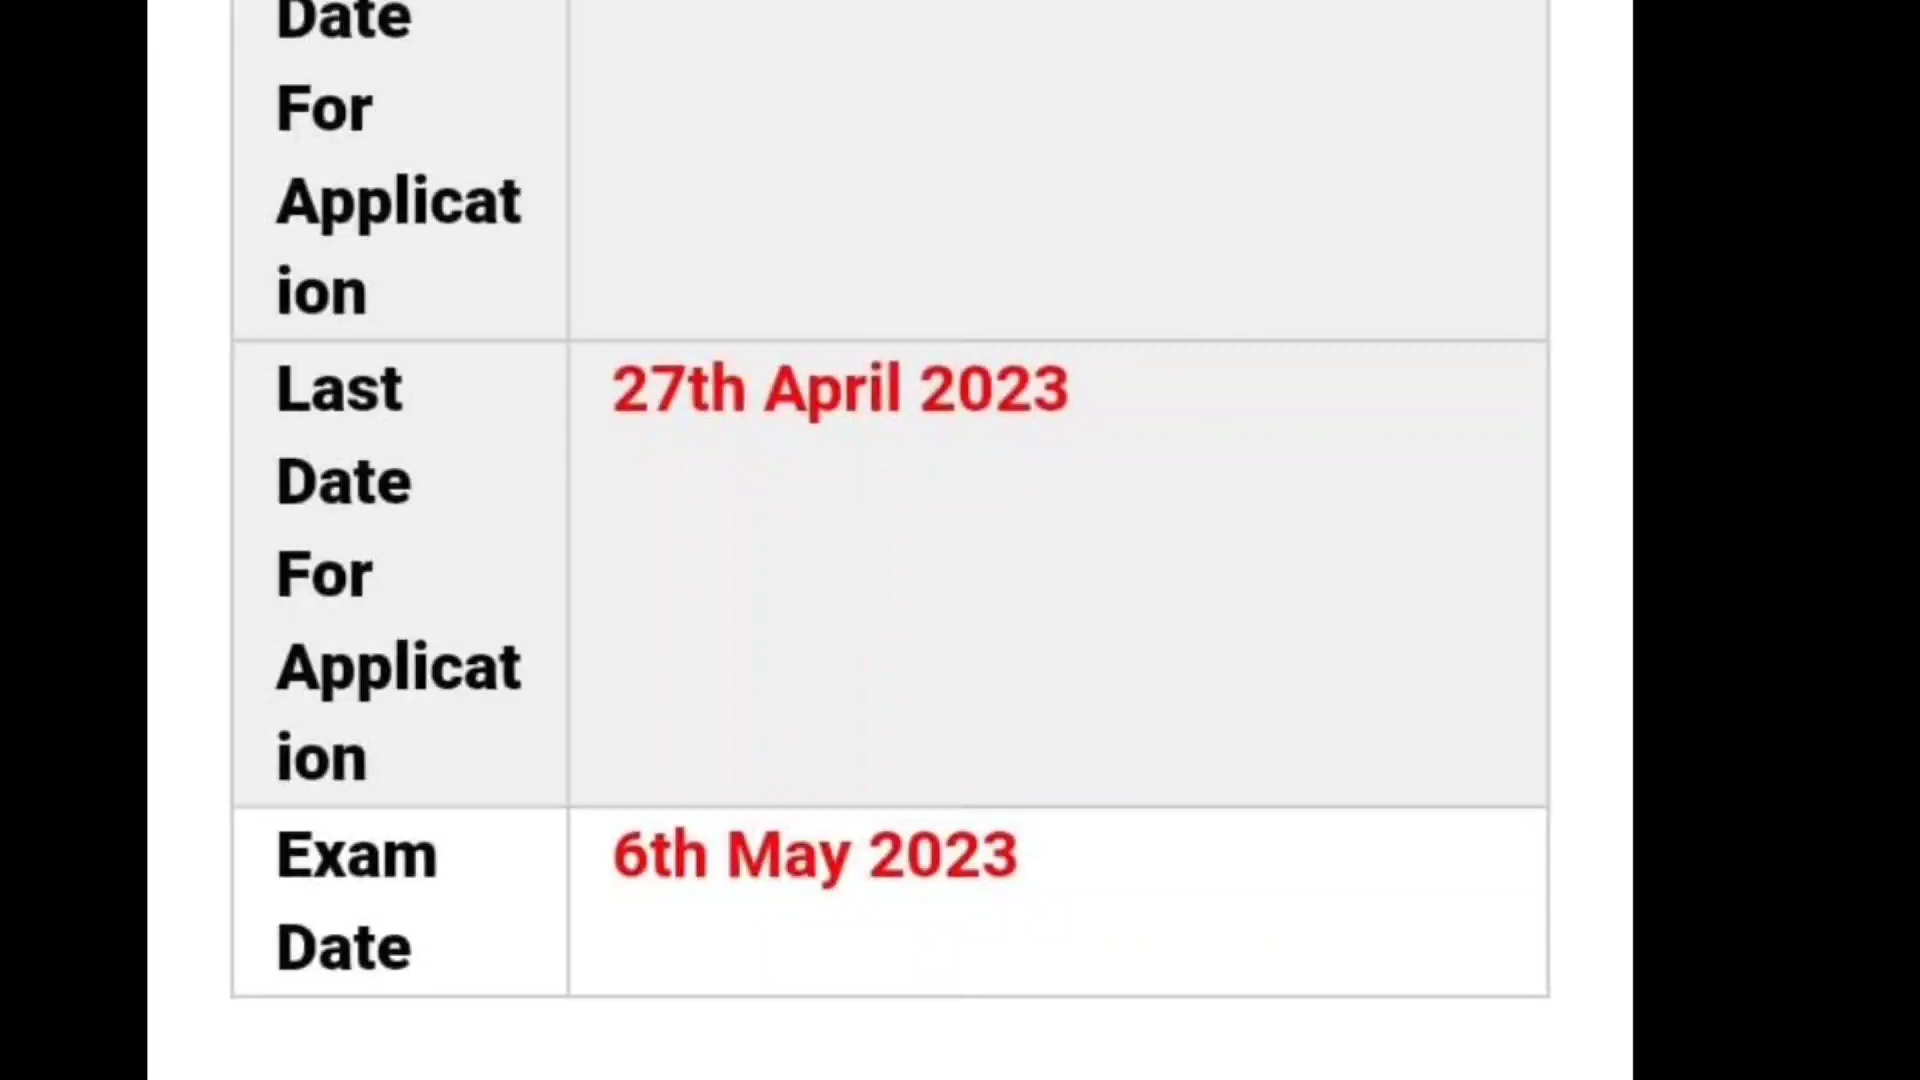 Date
For
Applicat
ion
Last
27th April 2023
Date
For
Applicat
ion
Exam
6th May 2023
Date